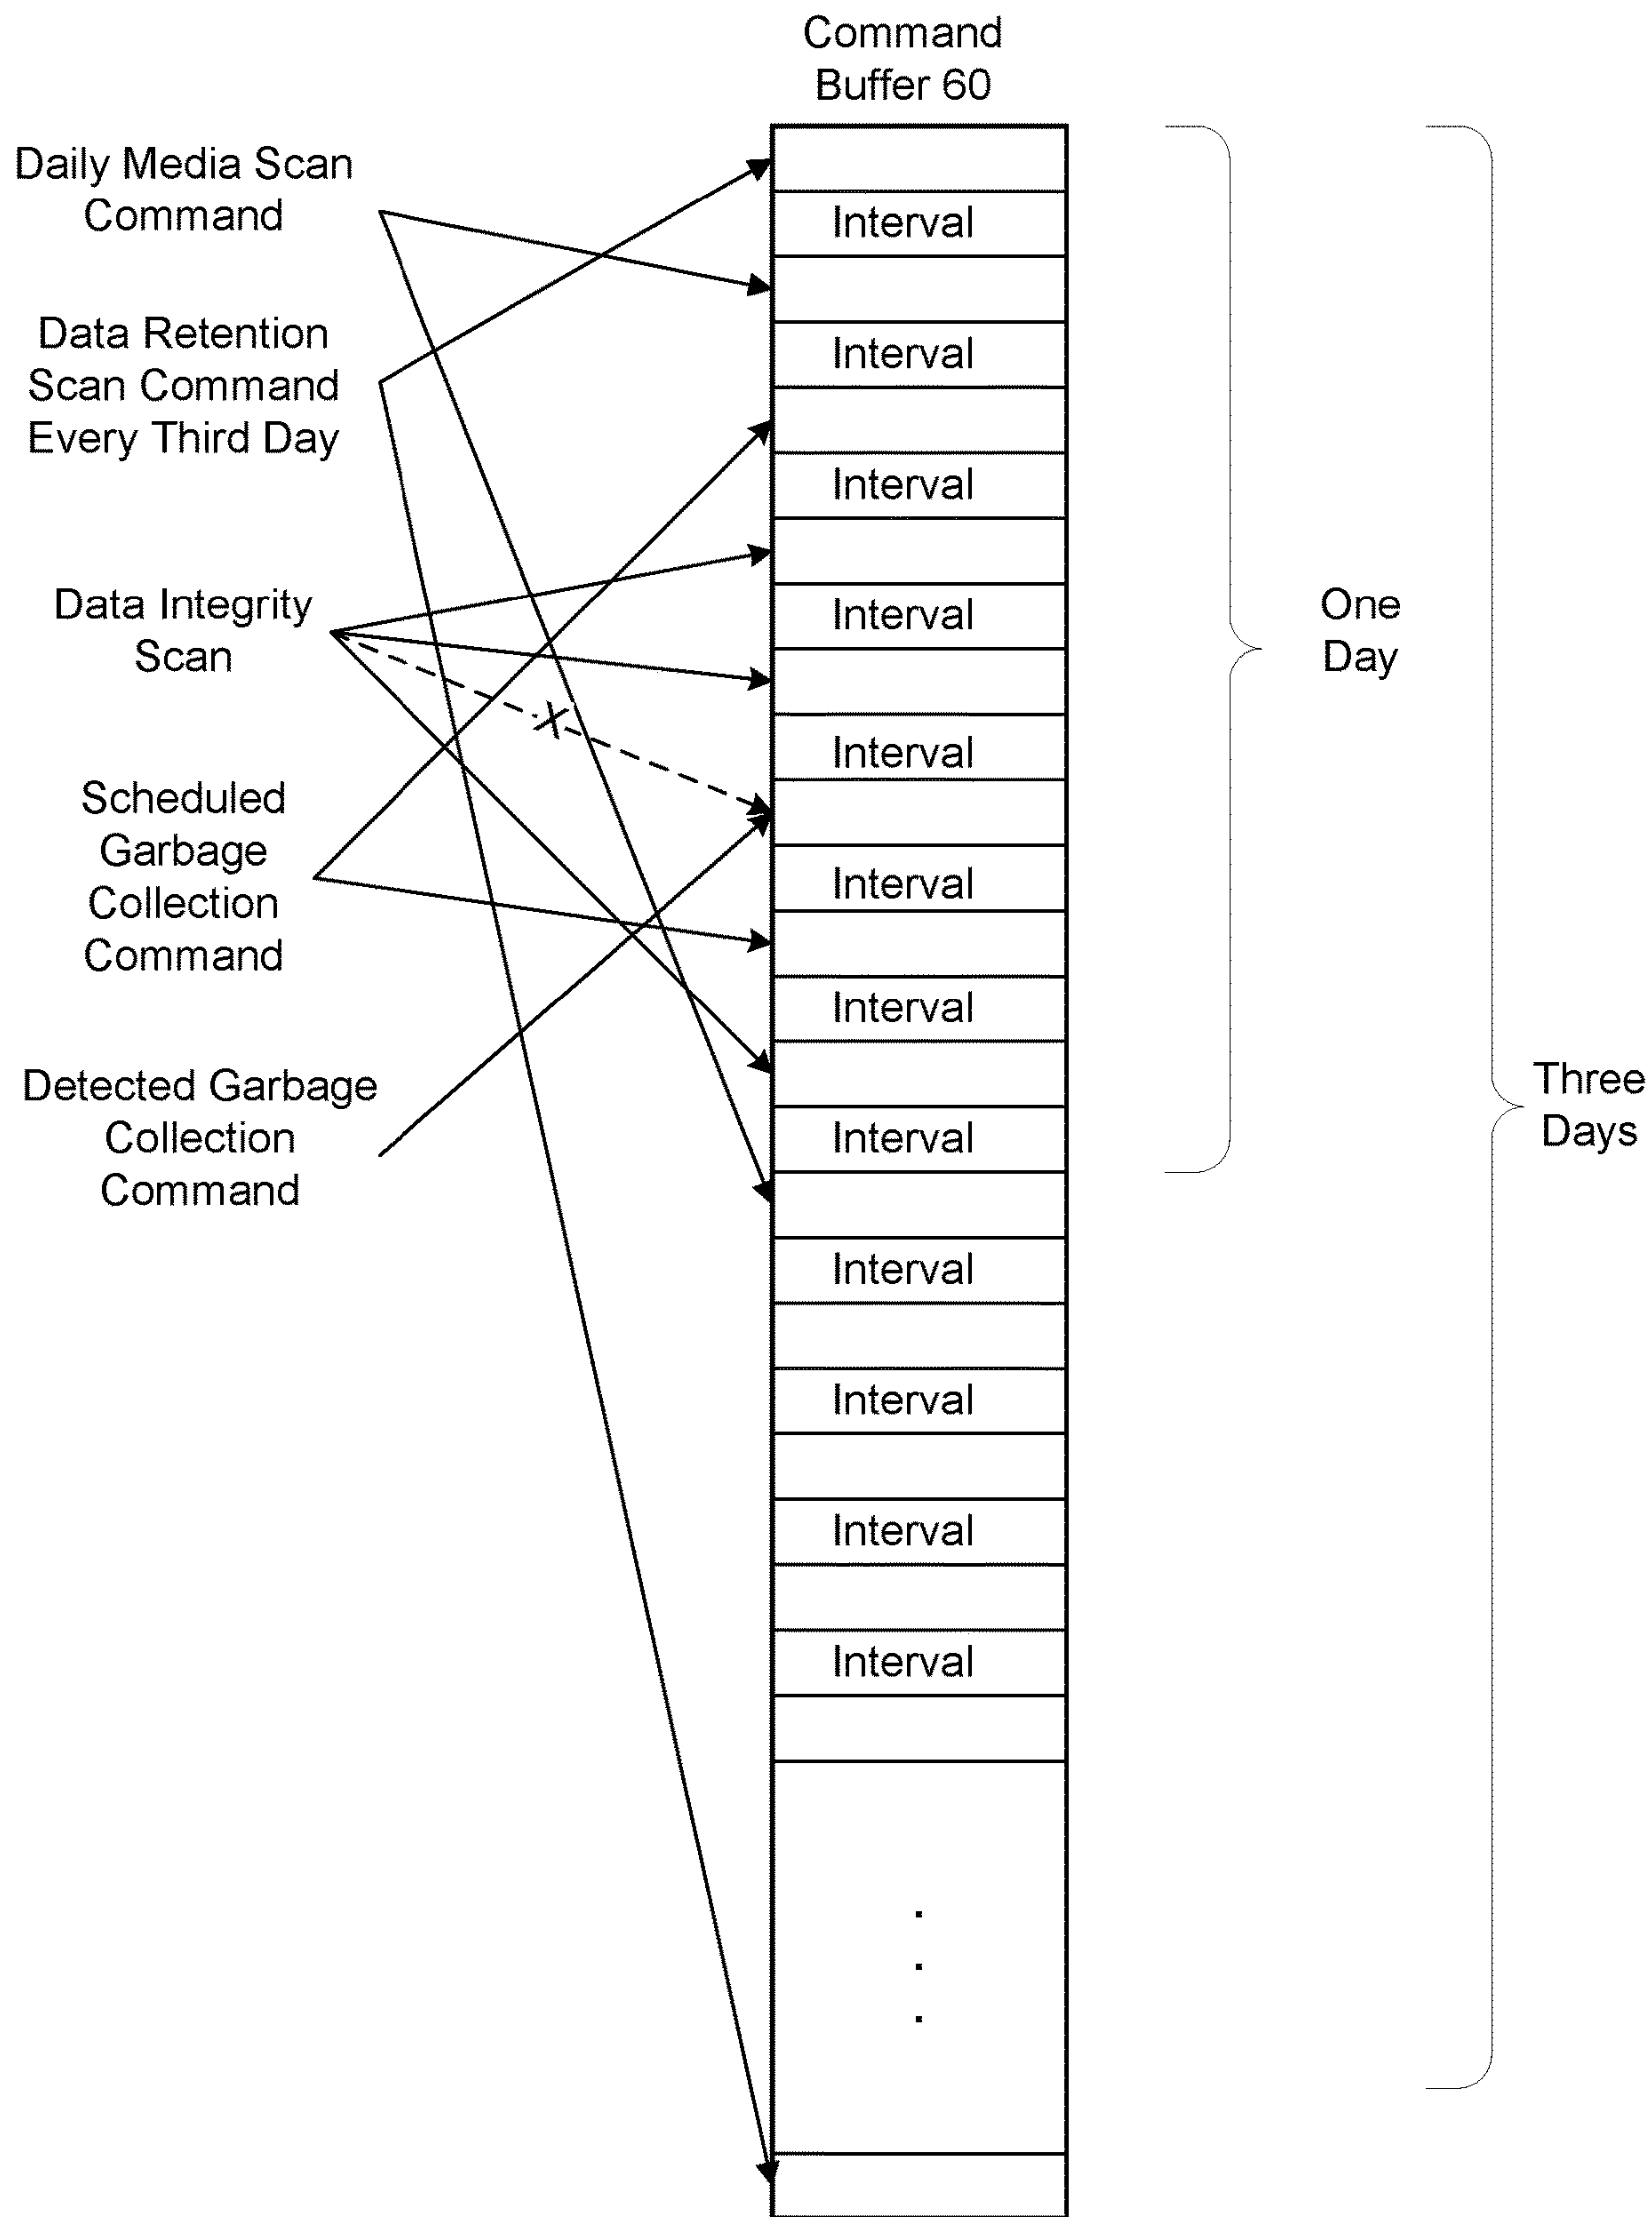 Command
Buffer 60
Daily Media Scan
Command
Data Retention
Scan Command
Every Third Day
Data Integrity
Scan
Scheduled
Garbage
Collection
Command
Detected Garbage
Collection
Command
Interval
Interval
Interval
Interval
Interval
Interval
Interval
Interval
Interval
Interval
Interval
Interval
.
.
.
X
One
Day
Three
Days